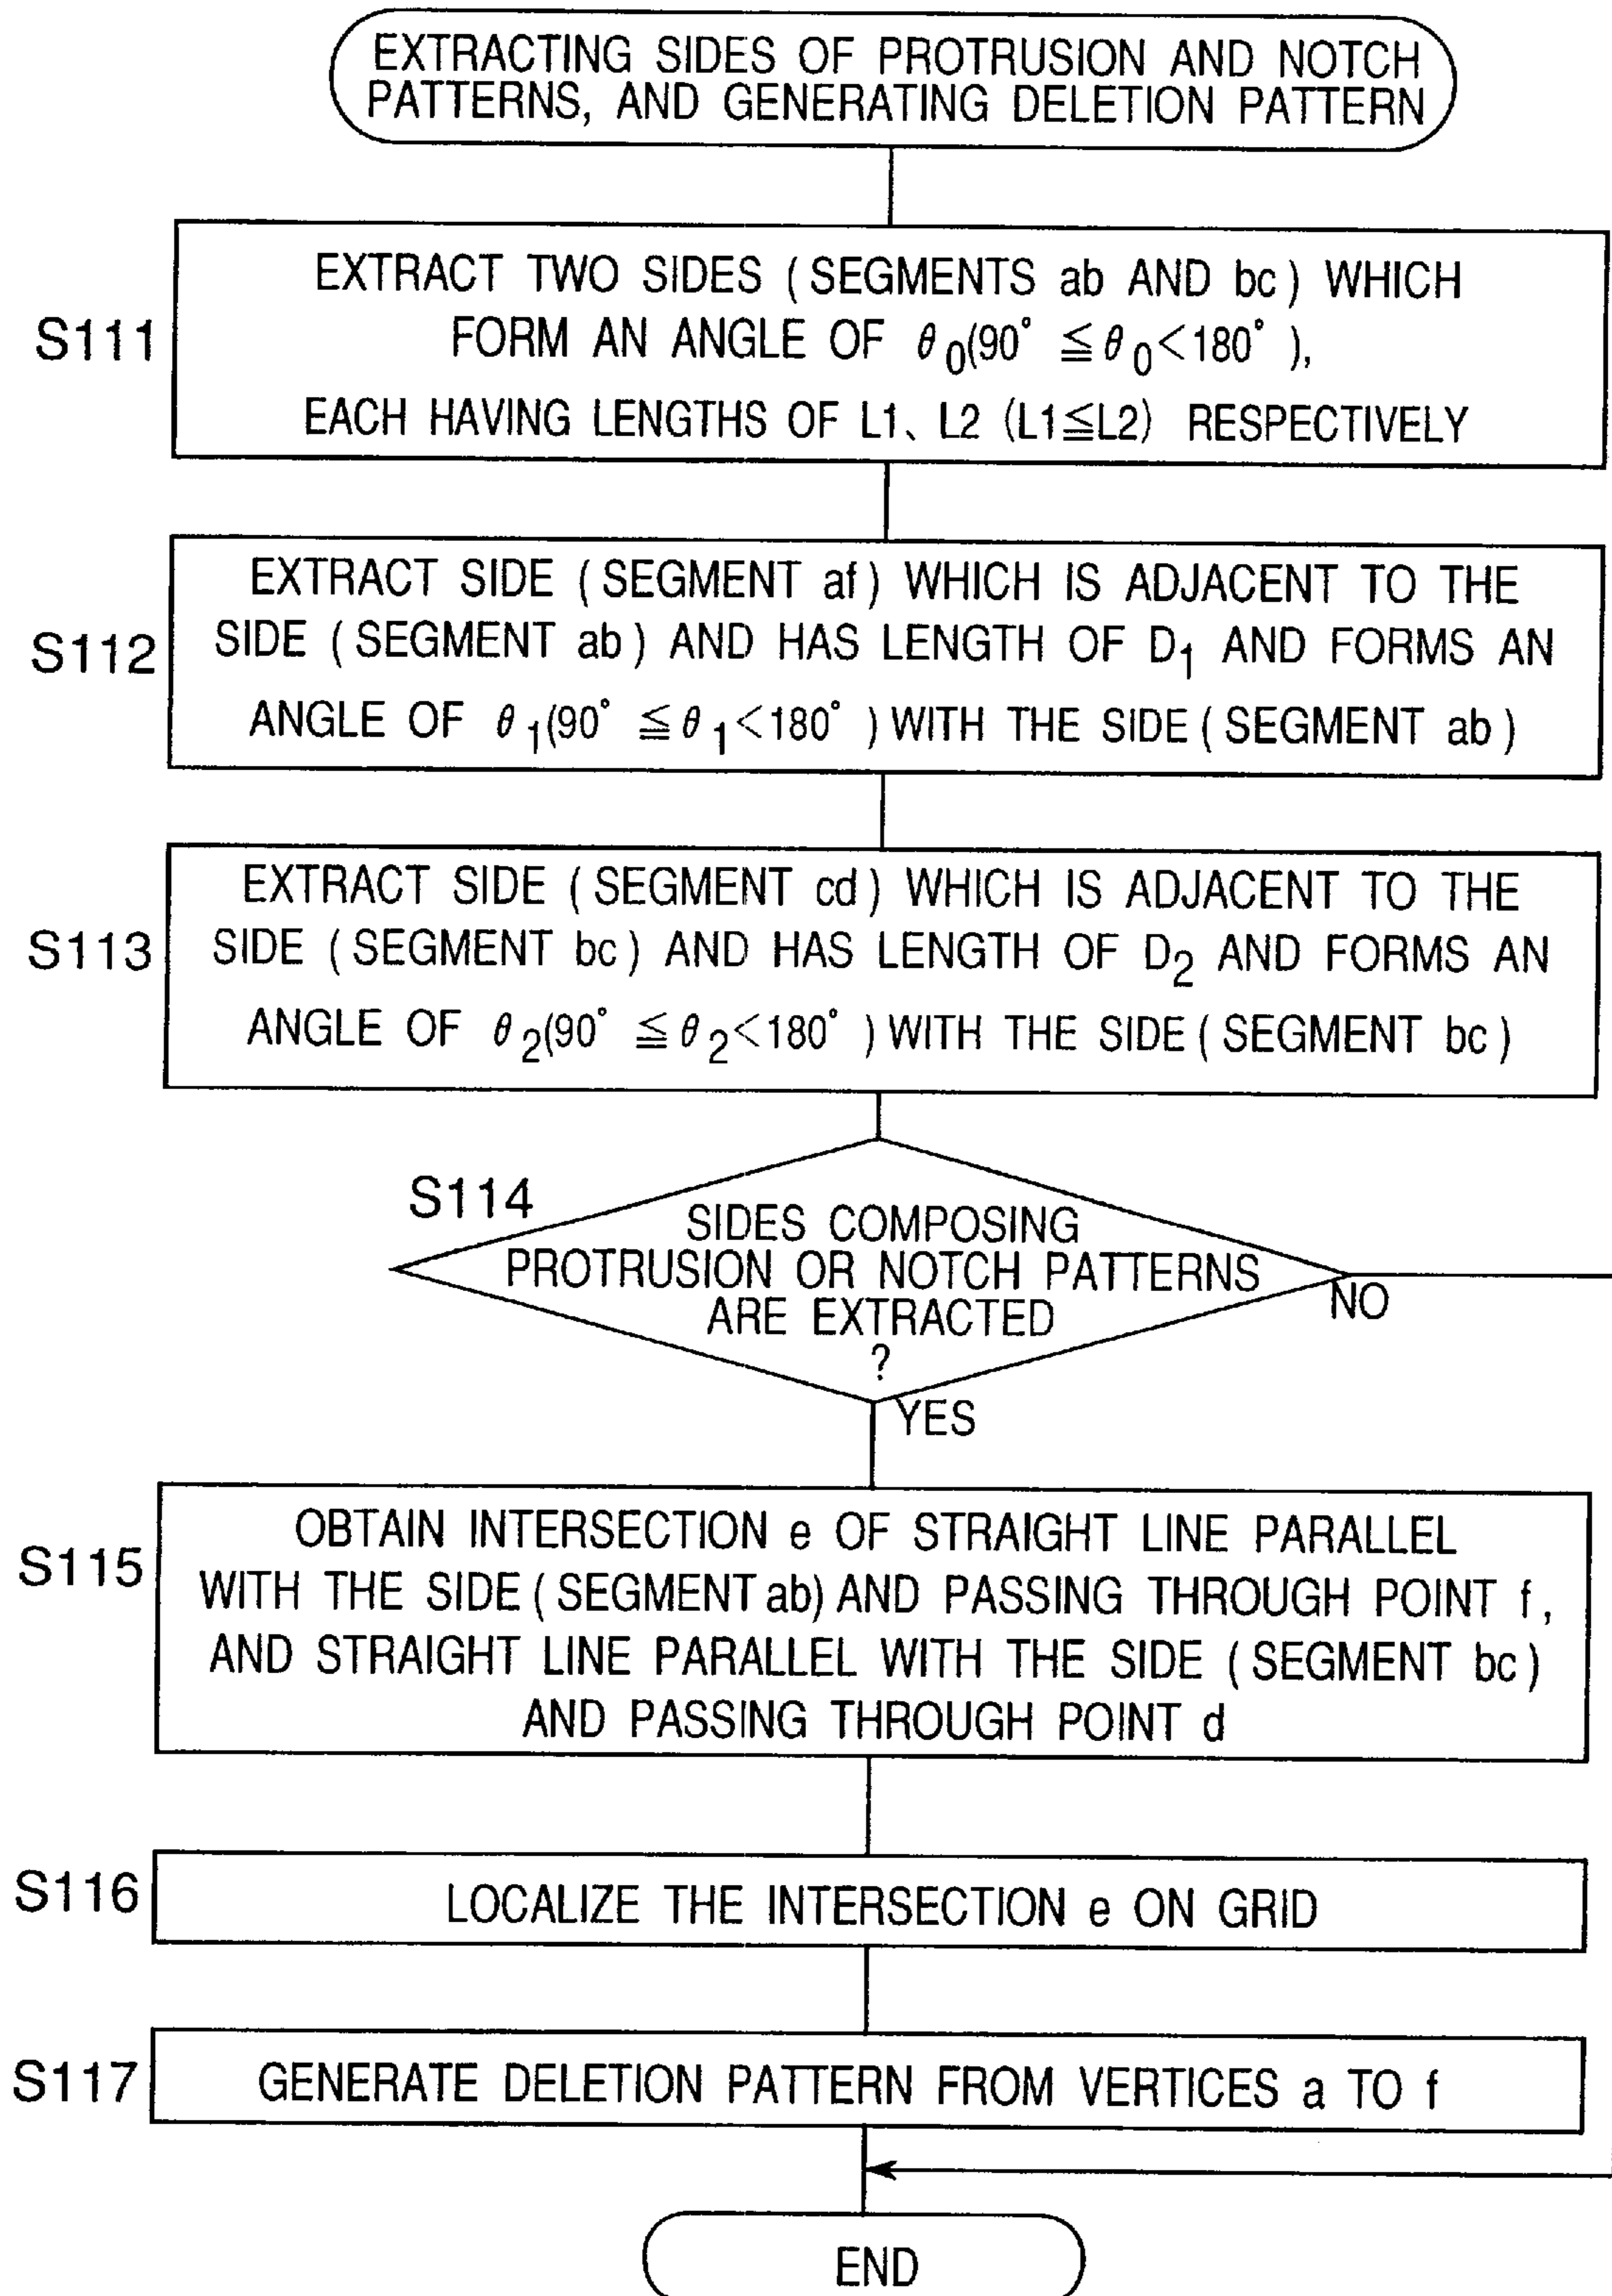 EXTRACTING SIDES OF PROTRUSION AND NOTCH
PATTERNS, AND GENERATING DELETION PATTERN
S111
EXTRACT TWO SIDES (SEGMENTS ab AND bc) WHICH
FORM AN ANGLE OF θ0(90° ≦θ0<180° ),
EACH HAVING LENGTHS OF L1、L2 (L1≦L2) RESPECTIVELY
S112
EXTRACT SIDE (SEGMENT af) WHICH IS ADJACENT TO THE
SIDE (SEGMENT ab) AND HAS LENGTH OF D1 AND FORMS AN
ANGLE OF θ1(90° ≦θ1<180° ) WITH THE SIDE (SEGMENT ab)
S113
EXTRACT SIDE (SEGMENT cd) WHICH IS ADJACENT TO THE
SIDE (SEGMENT bc) AND HAS LENGTH OF D2 AND FORMS AN
ANGLE OF θ2(90° ≦θ2<180° ) WITH THE SIDE (SEGMENT bc)
S114
SIDES COMPOSING
PROTRUSION OR NOTCH PATTERNS
ARE EXTRACTED
?
NO
YES
S115
OBTAIN INTERSECTION e OF STRAIGHT LINE PARALLEL
WITH THE SIDE (SEGMENT ab) AND PASSING THROUGH POINT f,
AND STRAIGHT LINE PARALLEL WITH THE SIDE (SEGMENT bc)
AND PASSING THROUGH POINT d
S116
LOCALIZE THE INTERSECTION e ON GRID
S117
GENERATE DELETION PATTERN FROM VERTICES a TO f
END